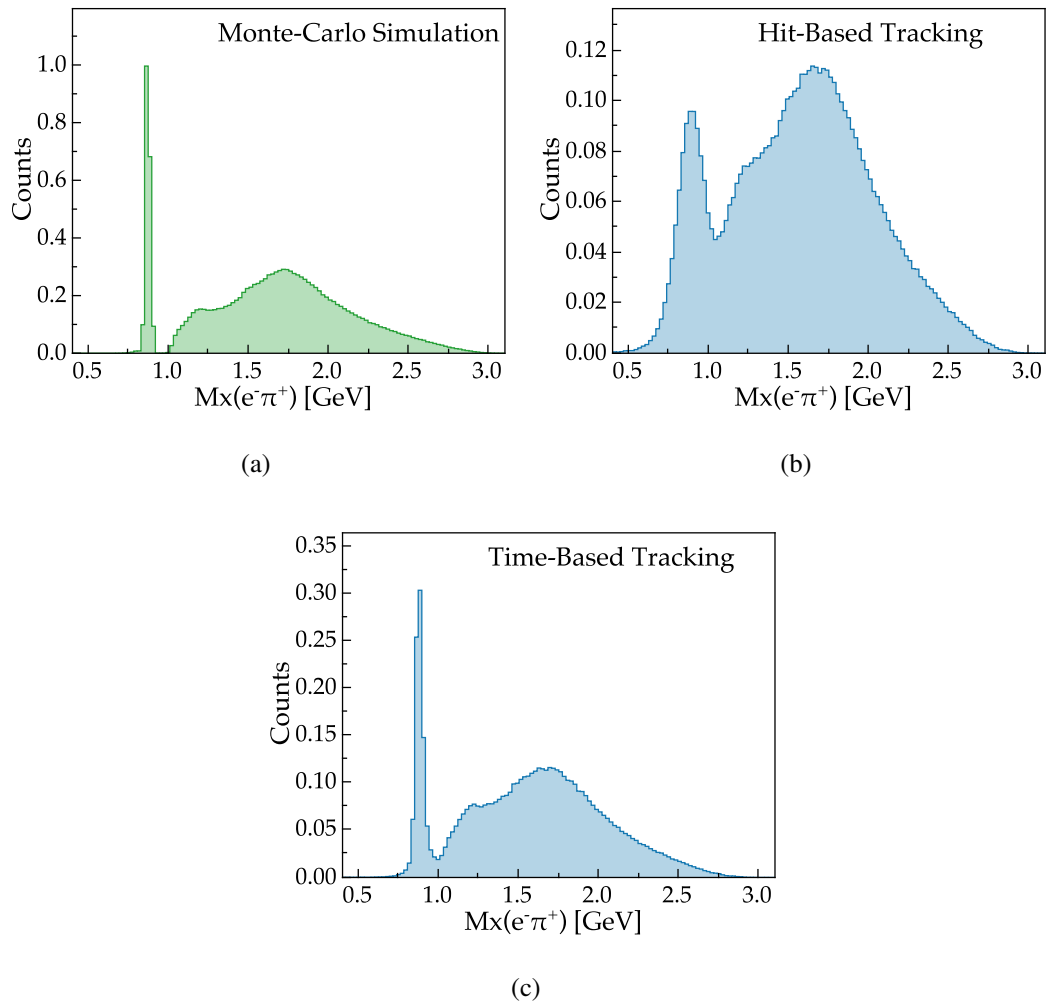 Monte-Carlo Simulation
Counts
1.0
0.8
0.6
0.4
0.2
0.0
0.5 1.0 1.5 2.0 2.5 3.0
Mx(e⁻π⁺) [GeV]
(a)
Hit-Based Tracking
Counts
0.12
0.10
0.08
0.06
0.04
0.02
0.00
0.5 1.0 1.5 2.0 2.5 3.0
Mx(e⁻π⁺) [GeV]
(b)
Time-Based Tracking
Counts
0.35
0.30
0.25
0.20
0.15
0.10
0.05
0.00
0.5 1.0 1.5 2.0 2.5 3.0
Mx(e⁻π⁺) [GeV]
(c)